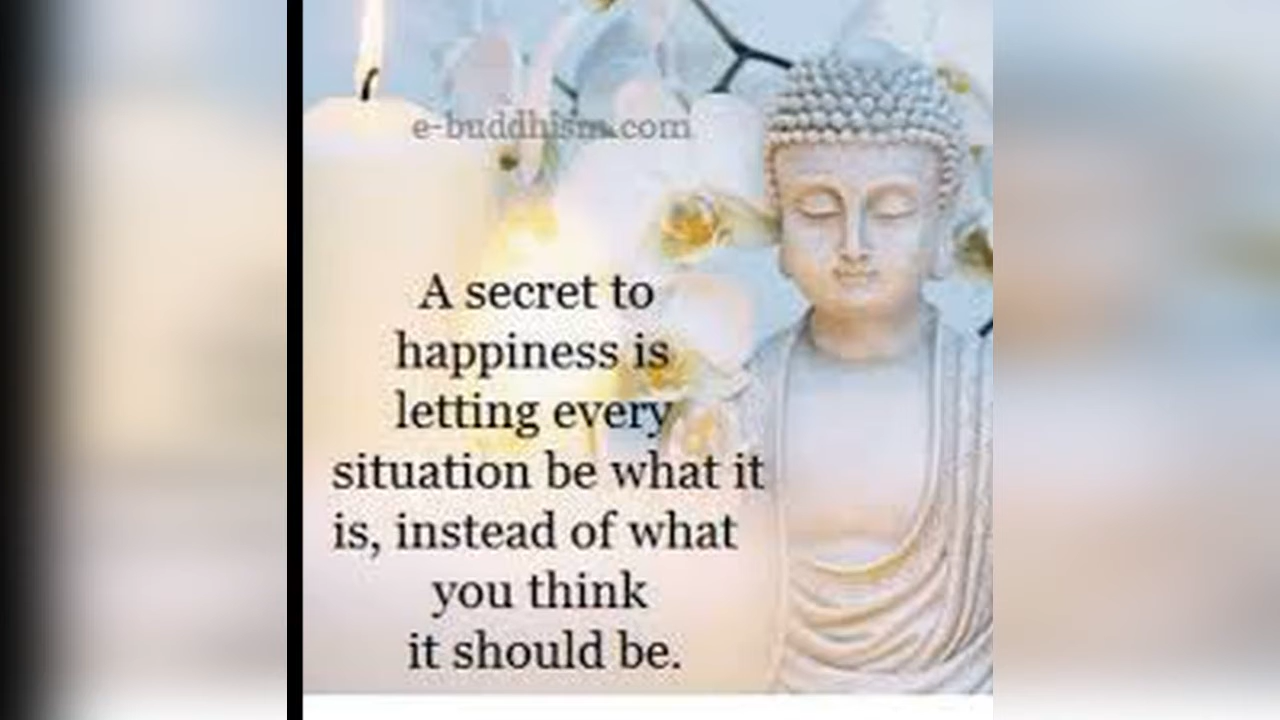 e-buddhism.com
A secret to
happiness is
letting every
situation be what it
is, instead of what
you think
it should be.